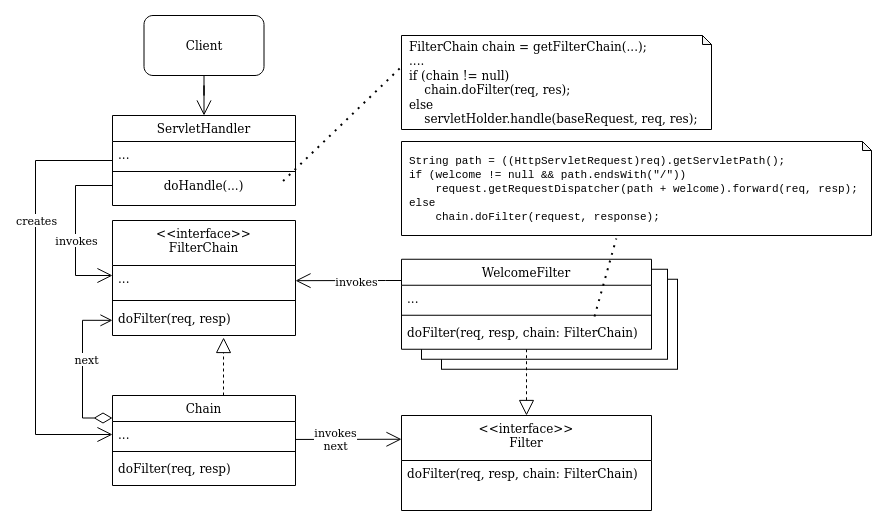 Client
ServletHandler
...
doHandle(...)
creates
invokes
<<interface>>
FilterChain
...
doFilter(req, resp)
next
Chain
...
doFilter(req, resp)
FilterChain chain = getFilterChain(...);
....
if (chain != null)
chain.doFilter(req, res);
else
servletHolder.handle(baseRequest, req, res);
String path = ((HttpServletRequest)req).getServletPath();
if (welcome != null && path.endsWith("/"))
request.getRequestDispatcher(path + welcome).forward(req, resp);
else
chain.doFilter(request, response);
invokes
WelcomeFilter
...
doFilter(req, resp, chain: FilterChain)
invokes
next
<<interface>>
Filter
doFilter(req, resp, chain: FilterChain)